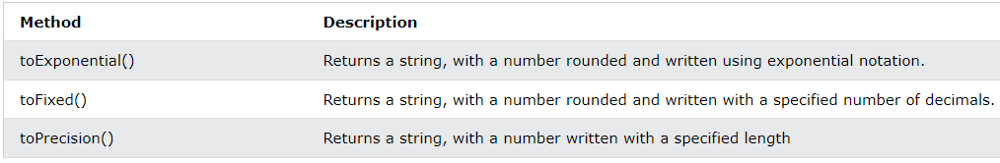 Method Description
toExponential() Returns a string, with a number rounded and written using exponential notation.
toFixed() Returns a string, with a number rounded and written with a specified number of decimals.
toPrecision() Returns a string, with a number written with a specified length